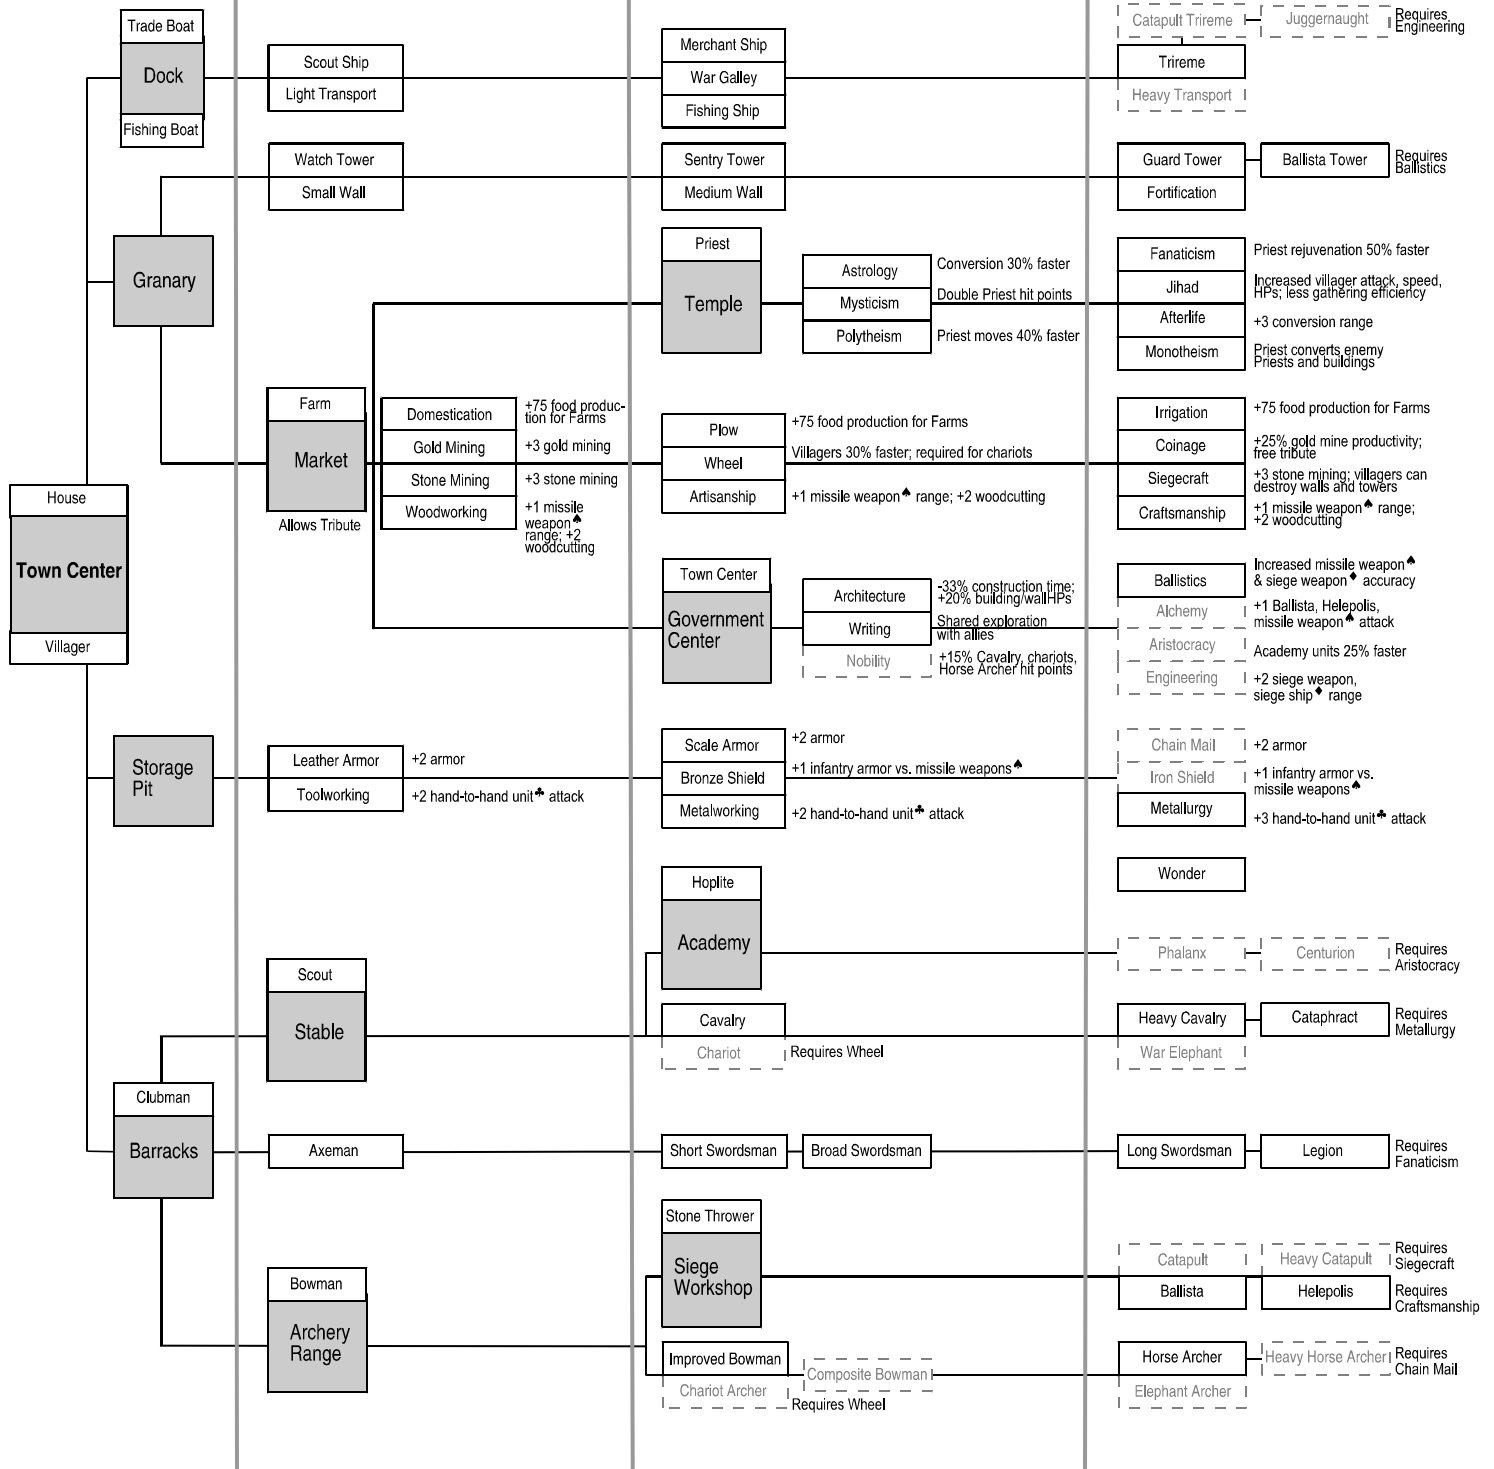 Trade Boat
Dock
Fishing Boat
Scout Ship
Light Transport
Merchant Ship
War Galley
Fishing Ship
Catapult Trireme
Juggernaught
Requires
Engineering
Trireme
Heavy Transport
Watch Tower
Small Wall
Sentry Tower
Medium Wall
Guard Tower
Ballista Tower
Requires
Ballistics
Fortification
Granary
Priest
Temple
Astrology
Conversion 30% faster
Mysticism
Double Priest hit points
Polytheism
Priest moves 40% faster
Fanaticism
Priest rejuvenation 50% faster
Jihad
Increased villager attack, speed,
HPs; less gathering efficiency
Afterlife
+3 conversion range
Monotheism
Priest converts enemy
Priests and buildings
Farm
Market
Allows Tribute
Domestication
+75 food produc-
tion for Farms
Gold Mining
+3 gold mining
Stone Mining
+3 stone mining
Woodworking
+1 missile
weapon♠
range; +2
woodcutting
Plow
+75 food production for Farms
Wheel
Villagers 30% faster; required for chariots
Artisanship
+1 missile weapon♠ range; +2 woodcutting
Irrigation
+75 food production for Farms
Coinage
+25% gold mine productivity;
free tribute
Siegecraft
+3 stone mining; villagers can
destroy walls and towers
Craftsmanship
+1 missile weapon♠ range;
+2 woodcutting
House
Town Center
Villager
Town Center
Government
Center
Architecture
-33% construction time;
+20% building/wallHPs
Writing
Shared exploration
with allies
Nobility
+15% Cavalry, chariots,
Horse Archer hit points
Ballistics
Increased missile weapon♠
& siege weapon♦ accuracy
Alchemy
+1 Ballista, Helepolis,
missile weapon♠ attack
Aristocracy
Academy units 25% faster
Engineering
+2 siege weapon,
siege ship♦ range
Storage
Pit
Leather Armor
+2 armor
Toolworking
+2 hand-to-hand unit♣ attack
Scale Armor
+2 armor
Bronze Shield
+1 infantry armor vs. missile weapons♠
Metalworking
+2 hand-to-hand unit♣ attack
Chain Mail
+2 armor
Iron Shield
+1 infantry armor vs.
missile weapons♠
Metallurgy
+3 hand-to-hand unit♣ attack
Wonder
Hoplite
Academy
Phalanx
Centurion
Requires
Aristocracy
Scout
Stable
Cavalry
Chariot
Requires Wheel
Heavy Cavalry
Cataphract
Requires
Metallurgy
War Elephant
Clubman
Barracks
Axeman
Short Swordsman
Broad Swordsman
Long Swordsman
Legion
Requires
Fanaticism
Stone Thrower
Siege
Workshop
Catapult
Heavy Catapult
Requires
Siegecraft
Ballista
Helepolis
Requires
Craftsmanship
Bowman
Archery
Range
Improved Bowman
Chariot Archer
Composite Bowman
Requires Wheel
Horse Archer
Heavy Horse Archer
Requires
Chain Mail
Elephant Archer